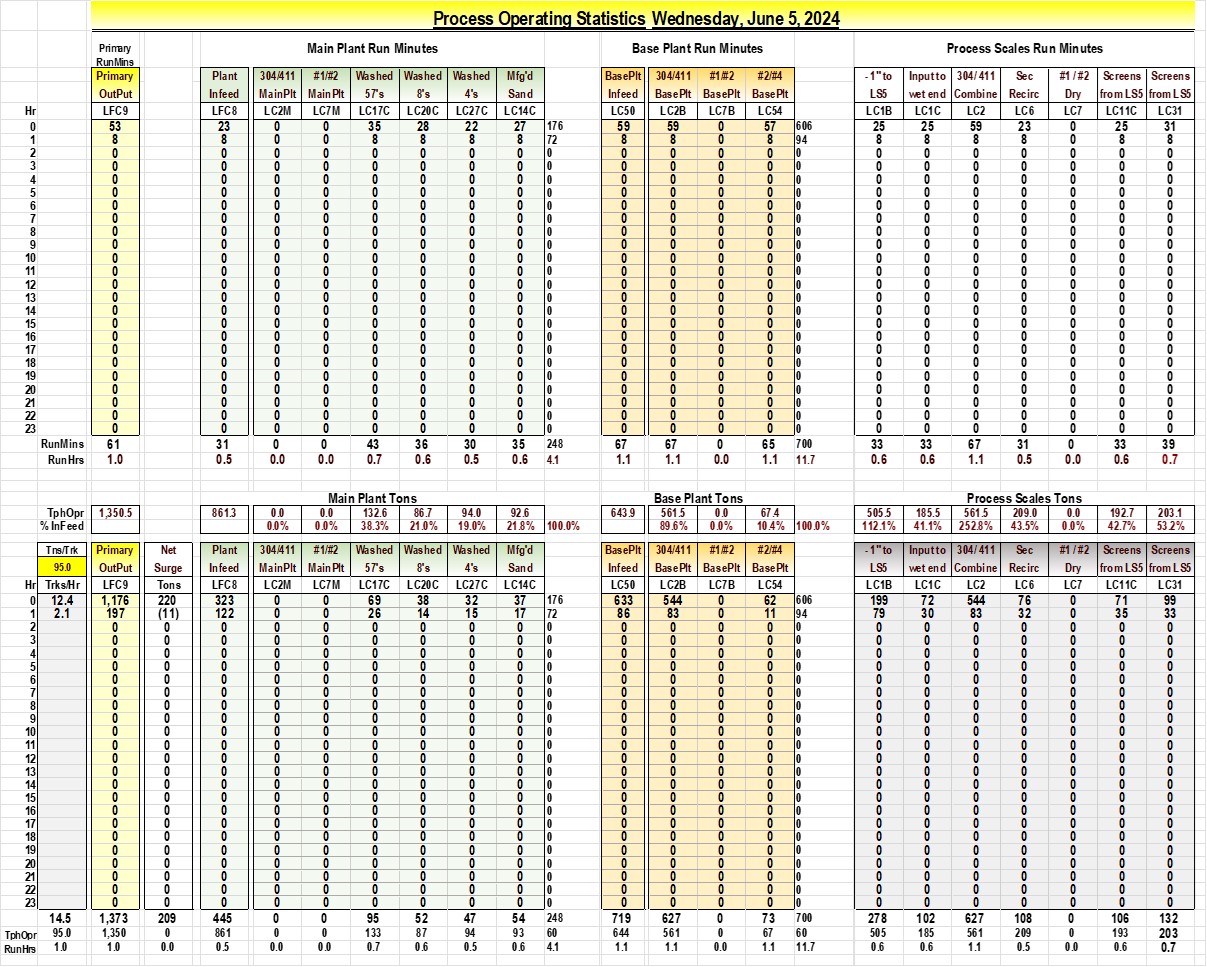 Process Operating Statistics Wednesday, June 5, 2024
Primary Main Plant Run Minutes Base Plant Run Minutes Process Scales Run Minutes
RunMins
Primary Plant 304/411 #1/#2 Washed Washed Washed Mfg'd BasePlt 304/411 #1/#2 #2/#4 -1" to Input to 304/411 Sec #1/#2 Screens Screens
OutPut Infeed MainPlt MainPlt 57's 8's 4's Sand Infeed BasePlt BasePlt BasePlt LS5 wet end Combine Recirc Dry from LS5 from LS5
Hr LFC9 LFC8 LC2M LC7M LC17C LC20C LC27C LC14C LC50 LC2B LC7B LC54 LC1B LC1C LC2 LC6 LC7 LC11C LC31
0 53 23 0 0 35 28 22 27 176 59 59 0 57 606 25 25 59 23 0 25 31
1 8 8 0 0 8 8 8 8 72 8 8 0 8 94 8 8 8 8 0 8 8
2 0 0 0 0 0 0 0 0 0 0 0 0 0 0 0 0 0 0 0 0 0
3 0 0 0 0 0 0 0 0 0 0 0 0 0 0 0 0 0 0 0 0 0
4 0 0 0 0 0 0 0 0 0 0 0 0 0 0 0 0 0 0 0 0 0
5 0 0 0 0 0 0 0 0 0 0 0 0 0 0 0 0 0 0 0 0 0
6 0 0 0 0 0 0 0 0 0 0 0 0 0 0 0 0 0 0 0 0 0
7 0 0 0 0 0 0 0 0 0 0 0 0 0 0 0 0 0 0 0 0 0
8 0 0 0 0 0 0 0 0 0 0 0 0 0 0 0 0 0 0 0 0 0
9 0 0 0 0 0 0 0 0 0 0 0 0 0 0 0 0 0 0 0 0 0
10 0 0 0 0 0 0 0 0 0 0 0 0 0 0 0 0 0 0 0 0 0
11 0 0 0 0 0 0 0 0 0 0 0 0 0 0 0 0 0 0 0 0 0
12 0 0 0 0 0 0 0 0 0 0 0 0 0 0 0 0 0 0 0 0 0
13 0 0 0 0 0 0 0 0 0 0 0 0 0 0 0 0 0 0 0 0 0
14 0 0 0 0 0 0 0 0 0 0 0 0 0 0 0 0 0 0 0 0 0
15 0 0 0 0 0 0 0 0 0 0 0 0 0 0 0 0 0 0 0 0 0
16 0 0 0 0 0 0 0 0 0 0 0 0 0 0 0 0 0 0 0 0 0
17 0 0 0 0 0 0 0 0 0 0 0 0 0 0 0 0 0 0 0 0 0
18 0 0 0 0 0 0 0 0 0 0 0 0 0 0 0 0 0 0 0 0 0
19 0 0 0 0 0 0 0 0 0 0 0 0 0 0 0 0 0 0 0 0 0
20 0 0 0 0 0 0 0 0 0 0 0 0 0 0 0 0 0 0 0 0 0
21 0 0 0 0 0 0 0 0 0 0 0 0 0 0 0 0 0 0 0 0 0
22 0 0 0 0 0 0 0 0 0 0 0 0 0 0 0 0 0 0 0 0 0
23 0 0 0 0 0 0 0 0 0 0 0 0 0 0 0 0 0 0 0 0 0
RunMins 61 31 0 0 43 36 30 35 248 67 67 0 65 700 33 33 67 31 0 33 39
RunHrs 1.0 0.5 0.0 0.0 0.7 0.6 0.5 0.6 4.1 1.1 1.1 0.0 1.1 11.7 0.6 0.6 1.1 0.5 0.0 0.6 0.7
Main Plant Tons Base Plant Tons Process Scales Tons
TphOpr 1,350.5 861.3 0.0 0.0 132.6 86.7 94.0 92.6 643.9 561.5 0.0 67.4 505.5 185.5 561.5 209.0 0.0 192.7 203.1
% InFeed 0.0% 0.0% 38.3% 21.0% 19.0% 21.8% 100.0% 89.6% 0.0% 10.4% 100.0% 112.1% 41.1% 252.8% 43.5% 0.0% 42.7% 53.2%
Tns/Trk Primary Net Plant 304/411 #1/#2 Washed Washed Washed Mfg'd BasePlt 304/411 #1/#2 #2/#4 -1" to Input to 304/411 Sec #1/#2 Screens Screens
95.0 OutPut Surge Infeed MainPlt MainPlt 57's 8's 4's Sand Infeed BasePlt BasePlt BasePlt LS5 wet end Combine Recirc Dry from LS5 from LS5
Hr Trks/Hr LFC9 Tons LFC8 LC2M LC7M LC17C LC20C LC27C LC14C LC50 LC2B LC7B LC54 LC1B LC1C LC2 LC6 LC7 LC11C LC31
0 12.4 1,176 220 323 0 0 69 38 32 37 176 633 544 0 62 606 199 72 544 76 0 71 99
1 2.1 197 (11) 122 0 0 26 14 15 17 72 86 83 0 11 94 79 30 83 32 0 35 33
2 0 0 0 0 0 0 0 0 0 0 0 0 0 0 0 0 0 0 0 0 0 0
3 0 0 0 0 0 0 0 0 0 0 0 0 0 0 0 0 0 0 0 0 0 0
4 0 0 0 0 0 0 0 0 0 0 0 0 0 0 0 0 0 0 0 0 0 0
5 0 0 0 0 0 0 0 0 0 0 0 0 0 0 0 0 0 0 0 0 0 0
6 0 0 0 0 0 0 0 0 0 0 0 0 0 0 0 0 0 0 0 0 0 0
7 0 0 0 0 0 0 0 0 0 0 0 0 0 0 0 0 0 0 0 0 0 0
8 0 0 0 0 0 0 0 0 0 0 0 0 0 0 0 0 0 0 0 0 0 0
9 0 0 0 0 0 0 0 0 0 0 0 0 0 0 0 0 0 0 0 0 0 0
10 0 0 0 0 0 0 0 0 0 0 0 0 0 0 0 0 0 0 0 0 0 0
11 0 0 0 0 0 0 0 0 0 0 0 0 0 0 0 0 0 0 0 0 0 0
12 0 0 0 0 0 0 0 0 0 0 0 0 0 0 0 0 0 0 0 0 0 0
13 0 0 0 0 0 0 0 0 0 0 0 0 0 0 0 0 0 0 0 0 0 0
14 0 0 0 0 0 0 0 0 0 0 0 0 0 0 0 0 0 0 0 0 0 0
15 0 0 0 0 0 0 0 0 0 0 0 0 0 0 0 0 0 0 0 0 0 0
16 0 0 0 0 0 0 0 0 0 0 0 0 0 0 0 0 0 0 0 0 0 0
17 0 0 0 0 0 0 0 0 0 0 0 0 0 0 0 0 0 0 0 0 0 0
18 0 0 0 0 0 0 0 0 0 0 0 0 0 0 0 0 0 0 0 0 0 0
19 0 0 0 0 0 0 0 0 0 0 0 0 0 0 0 0 0 0 0 0 0 0
20 0 0 0 0 0 0 0 0 0 0 0 0 0 0 0 0 0 0 0 0 0 0
21 0 0 0 0 0 0 0 0 0 0 0 0 0 0 0 0 0 0 0 0 0 0
22 0 0 0 0 0 0 0 0 0 0 0 0 0 0 0 0 0 0 0 0 0 0
23 0 0 0 0 0 0 0 0 0 0 0 0 0 0 0 0 0 0 0 0 0 0
14.5 1,373 209 445 0 0 95 52 47 54 248 719 627 0 73 700 278 102 627 108 0 106 132
TphOpr 95.0 1,350 0 861 0 0 133 87 94 93 60 644 561 0 67 60 505 185 561 209 0 193 203
RunHrs 1.0 1.0 0.0 0.5 0.0 0.0 0.7 0.6 0.5 0.6 4.1 1.1 1.1 0.0 1.1 11.7 0.6 0.6 1.1 0.5 0.0 0.6 0.7